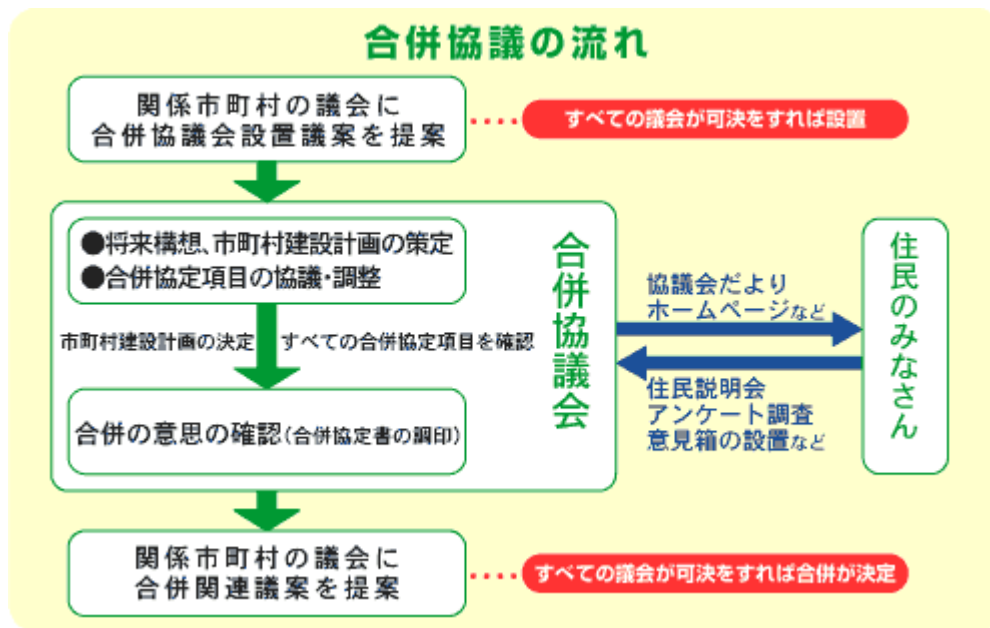 合併協議の流れ
関係市町村の議会に
合併協議会設置議案を提案
すべての議会が可決をすれば設置
●将来構想、市町村建設計画の策定
●合併協定項目の協議・調整
市町村建設計画の決定
すべての合併協定項目を確認
合併の意思の確認(合併協定書の調印)
合併協議会
協議会だより
ホームページなど
住民説明会
アンケート調査
意見箱の設置など
住民のみなさん
関係市町村の議会に
合併関連議案を提案
すべての議会が可決をすれば合併が決定